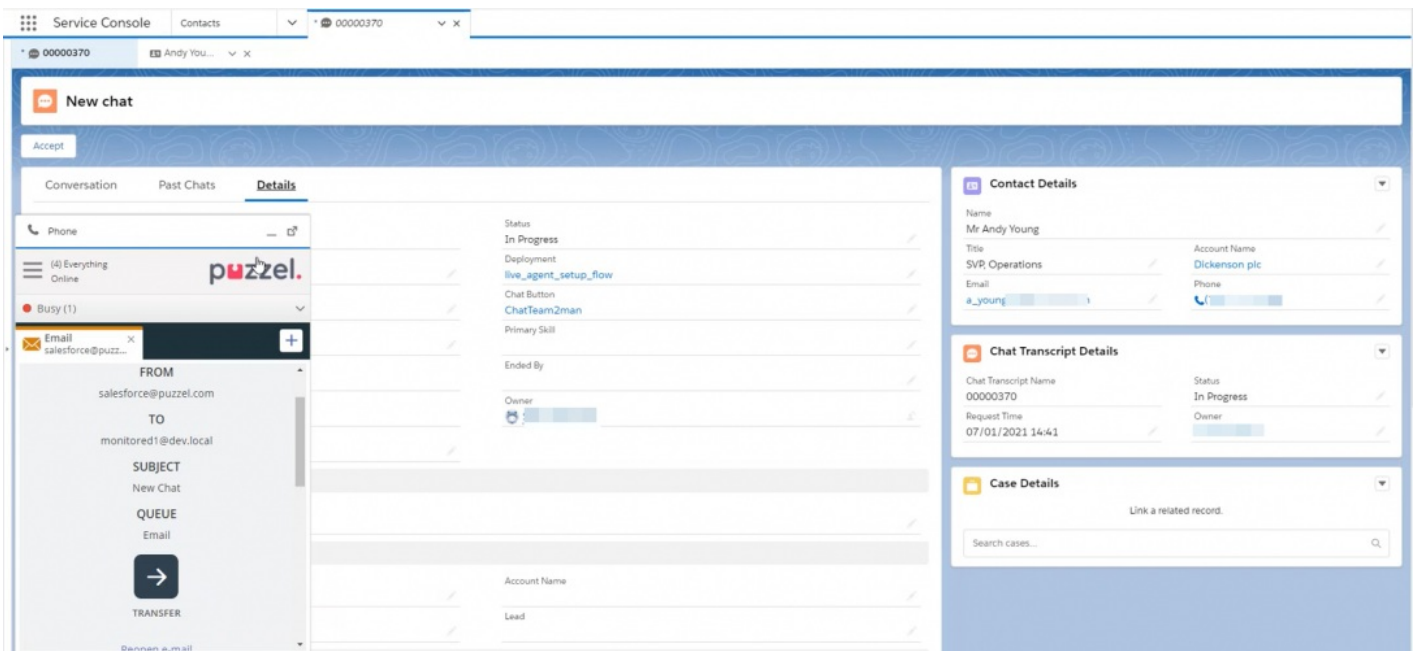 Service Console
Contacts
* 00000370
* 00000370
Andy You...
New chat
Accept
Conversation
Past Chats
Details
Phone
(4) Everything
Online
puzzel.
Busy (1)
Email
salesforce@puzz...
+
FROM
salesforce@puzzel.com
TO
monitored1@dev.local
SUBJECT
New Chat
QUEUE
Email
TRANSFER
Reopen e-mail
Status
In Progress
Deployment
live_agent_setup_flow
Chat Button
ChatTeam2man
Primary Skill
Ended By
Owner
Account Name
Lead
Contact Details
Name
Mr Andy Young
Title
Account Name
SVP, Operations
Dickenson plc
Email
Phone
a_young
Chat Transcript Details
Chat Transcript Name
Status
00000370
In Progress
Request Time
Owner
07/01/2021 14:41
Case Details
Link a related record.
Search cases...